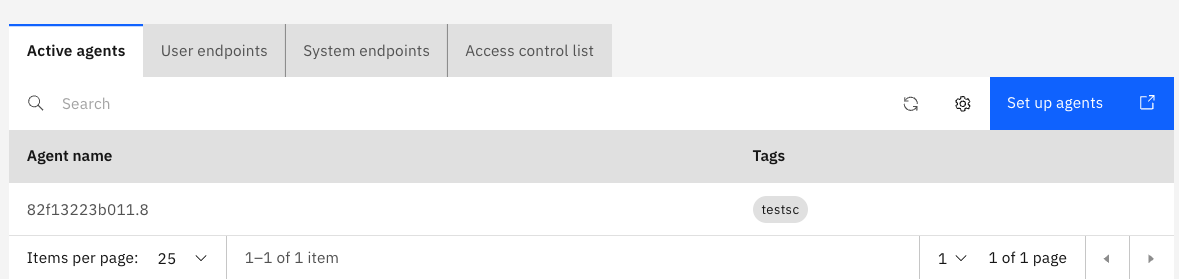 Active agents User endpoints System endpoints Access control list
Search Set up agents
Agent name Tags
82f13223b011.8 testsc
Items per page: 25 1–1 of 1 item 1 1 of 1 page